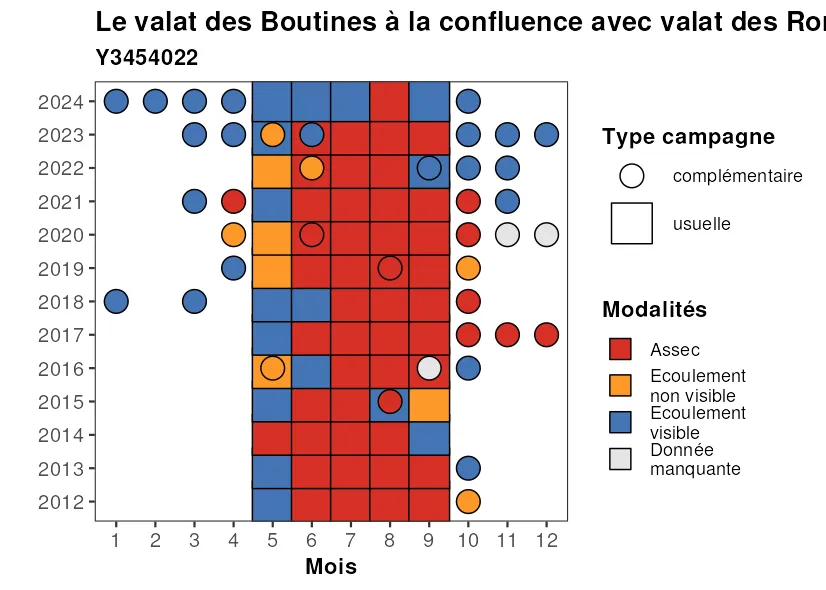 Le valat des Boutines à la confluence avec valat des Ro
Y3454022
2024
2023
2022
2021
2020
2019
2018
2017
2016
2015
2014
2013
2012
1 2 3 4 5 6 7 8 9 10 11 12
Mois
Type campagne
complémentaire
usuelle
Modalités
Assec
Ecoulement
non visible
Ecoulement
visible
Donnée
manquante